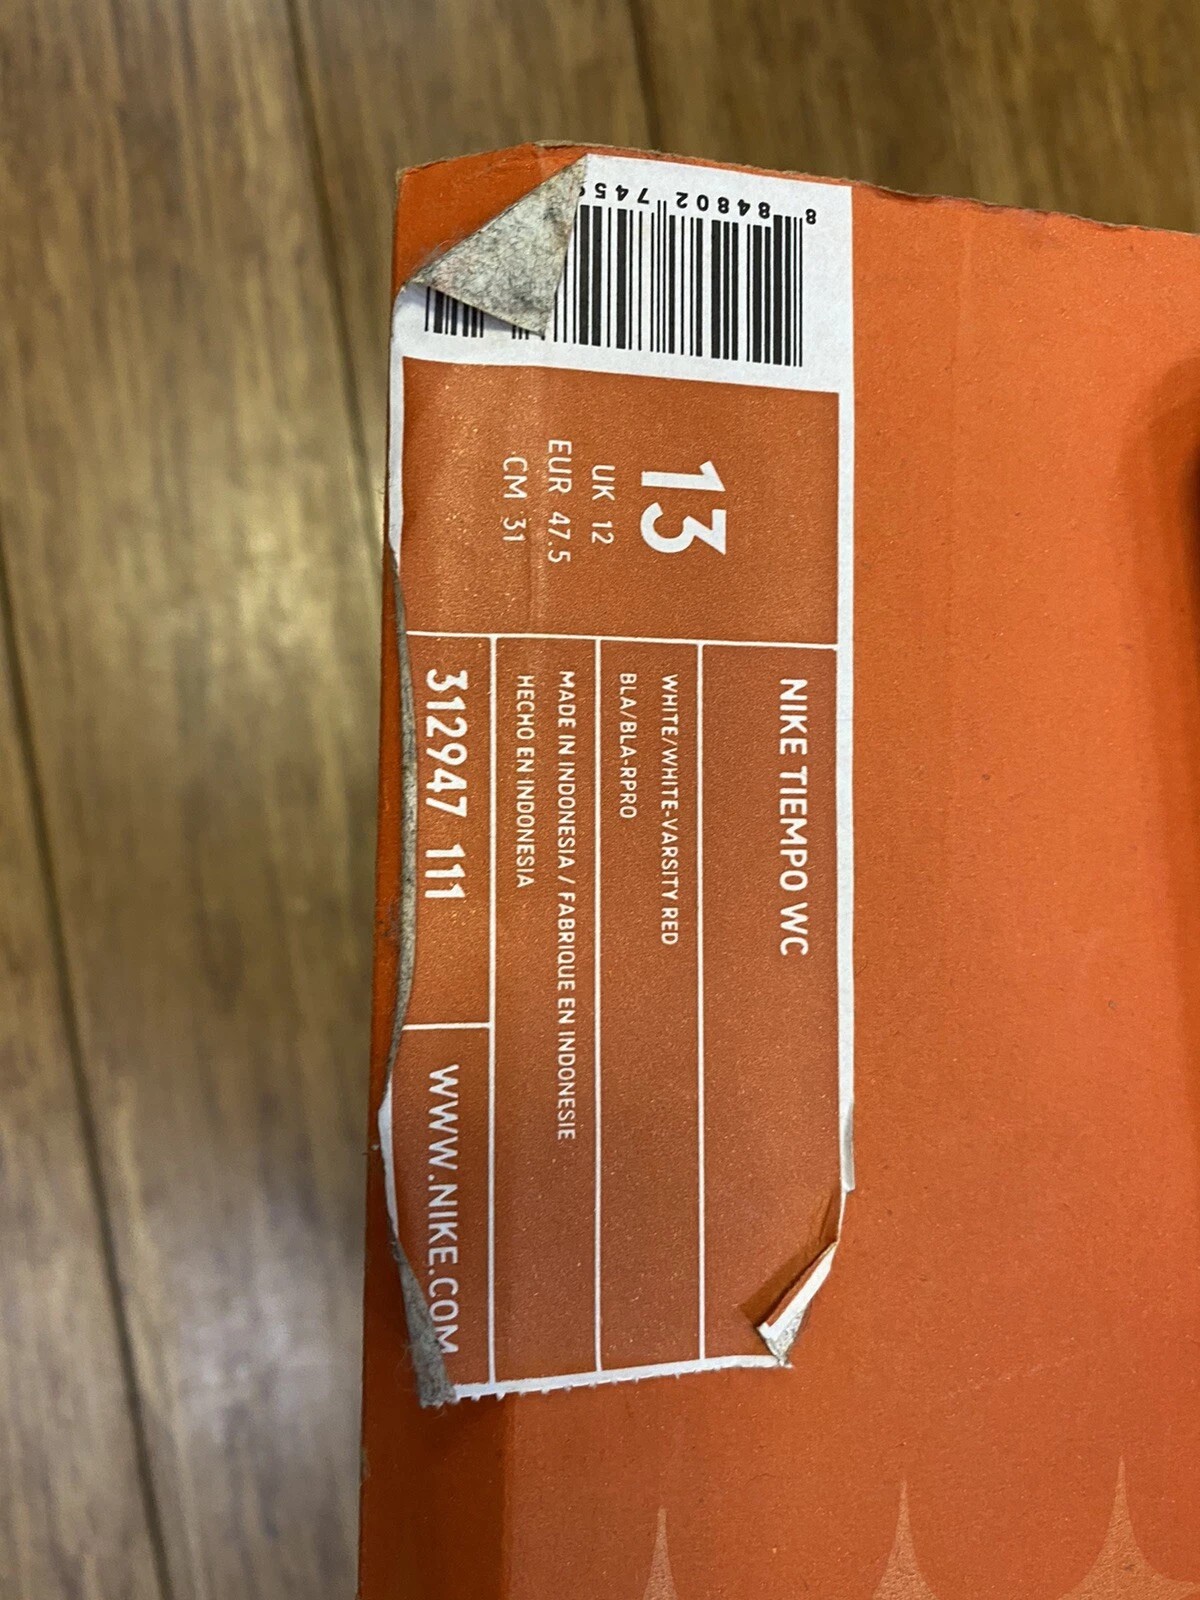 NIKE TIEMPO WC
WHITE/WHITE-VARSITY RED
BLA/BLA-RPRO
MADE IN INDONESIA / FABRIQUE EN INDONESIE
HECHO EN INDONESIA
312947 111
WWW.NIKE.COM
13
UK 12
EUR 47.5
CM 31
8 84802 745